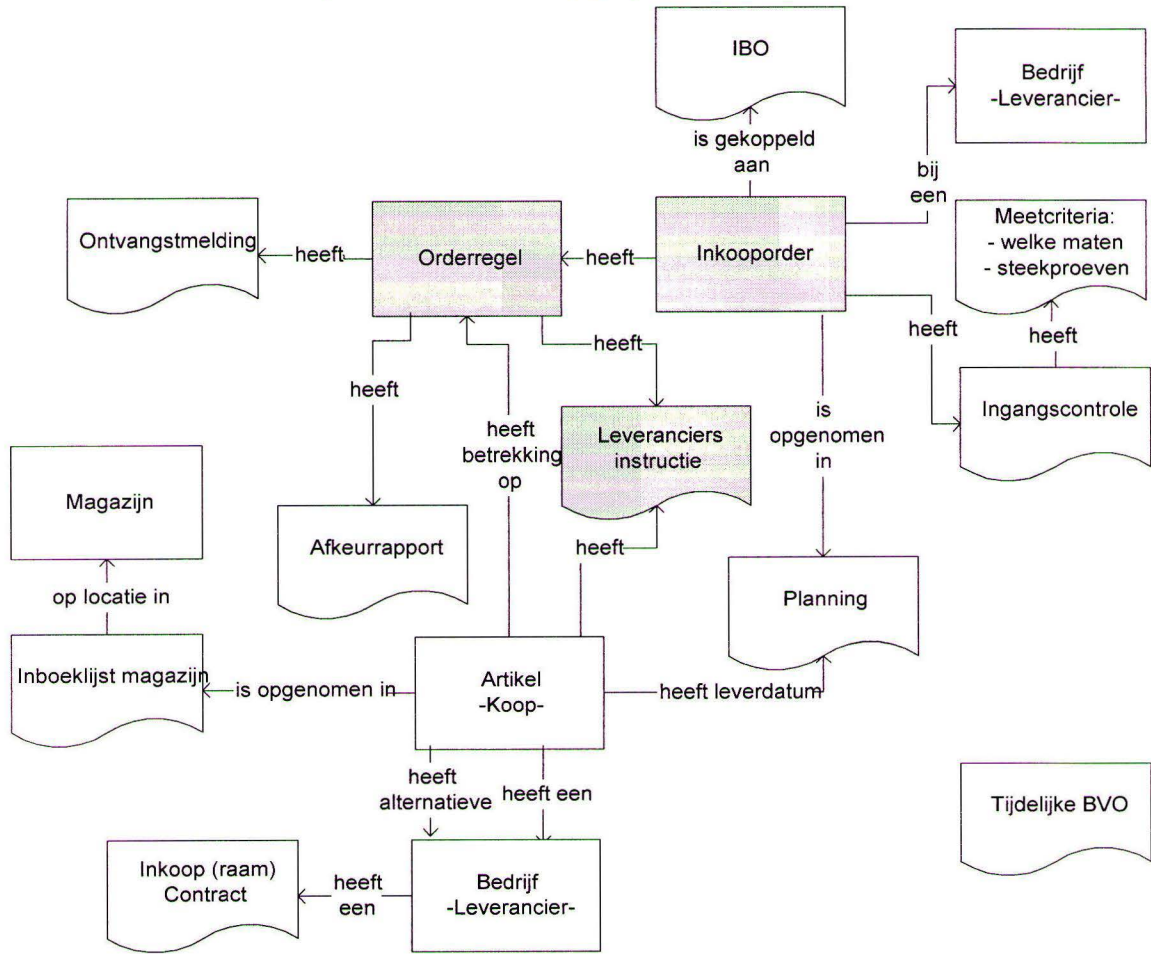 IBO
Bedrijf
-Leverancier-
is gekoppeld
aan
bij
een
Ontvangstmelding
heeft
Orderregel
heeft
Inkooporder
Meetcriteria:
- welke maten
- steekproeven
heeft
heeft
heeft
heeft
Ingangscontrole
heeft
betrekking
op
Leveranciers
instructie
is
opgenomen
in
Magazijn
Afkeurrapport
heeft
op locatie in
Planning
Inboeklijst magazijn
is opgenomen in
Artikel
-Koop-
heeft leverdatum
heeft
alternatieve
heeft een
Tijdelijke BVO
Inkoop (raam)
Contract
heeft
een
Bedrijf
-Leverancier-